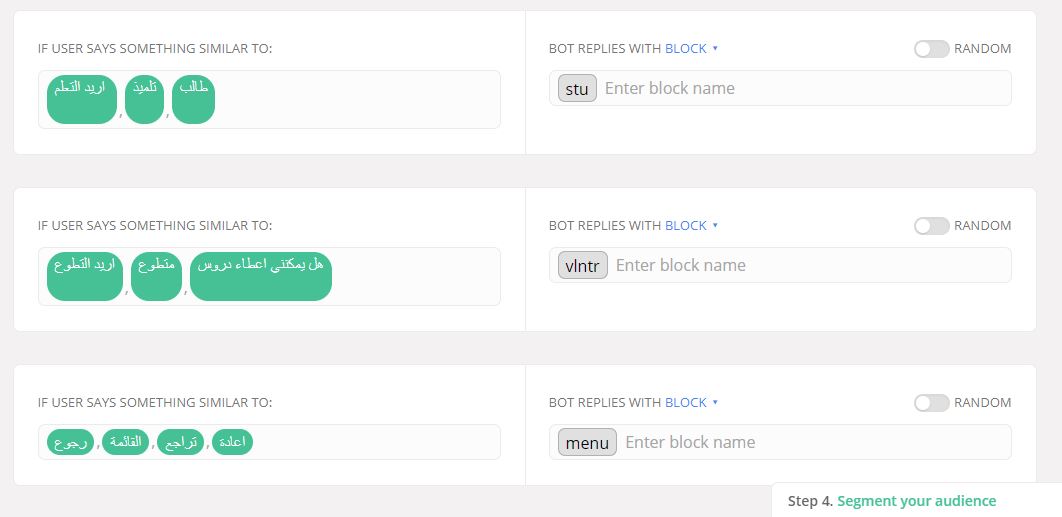 IF USER SAYS SOMETHING SIMILAR TO:
BOT REPLIES WITH BLOCK ▾
RANDOM
اريد التعلم , تلميذ , طالب
stu Enter block name
IF USER SAYS SOMETHING SIMILAR TO:
BOT REPLIES WITH BLOCK ▾
RANDOM
اريد التطوع , متطوع , هل يمكنني اعطاء دروس
vlntr Enter block name
IF USER SAYS SOMETHING SIMILAR TO:
BOT REPLIES WITH BLOCK ▾
RANDOM
رجوع , القائمة , تراجع , اعادة
menu Enter block name
Step 4. Segment your audience